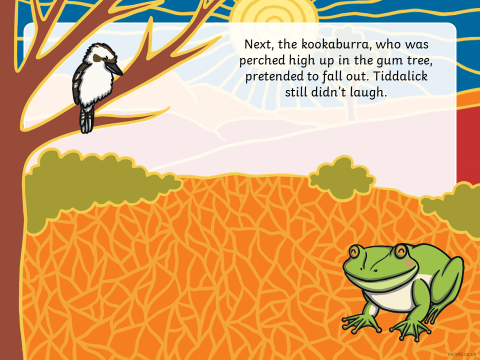 Next, the kookaburra, who was
perched high up in the gum tree,
pretended to fall out. Tiddalick
still didn't laugh.